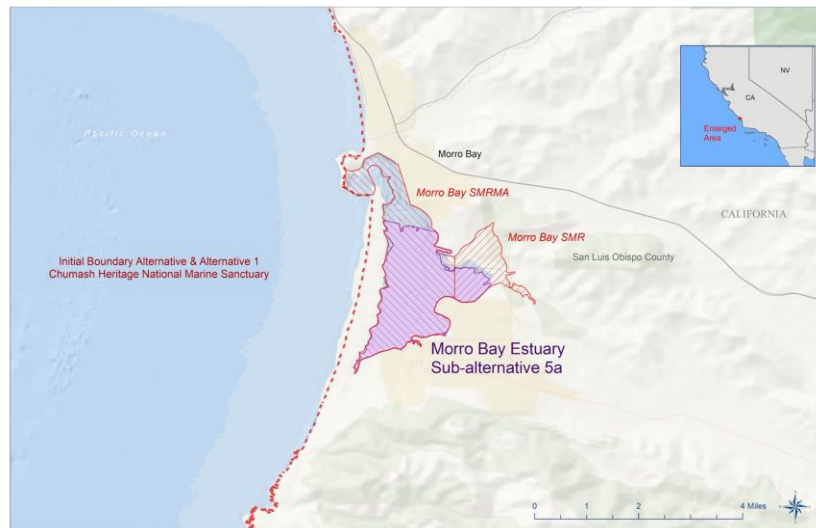 NV
CA
Enlarged
Area
Pacific Ocean
Morro Bay
Morro Bay SMRMA
CALIFORNIA
Morro Bay SMR
San Luis Obispo County
Initial Boundary Alternative & Alternative 1
Chumash Heritage National Marine Sanctuary
Morro Bay Estuary
Sub-alternative 5a
0 1 2 4 Miles